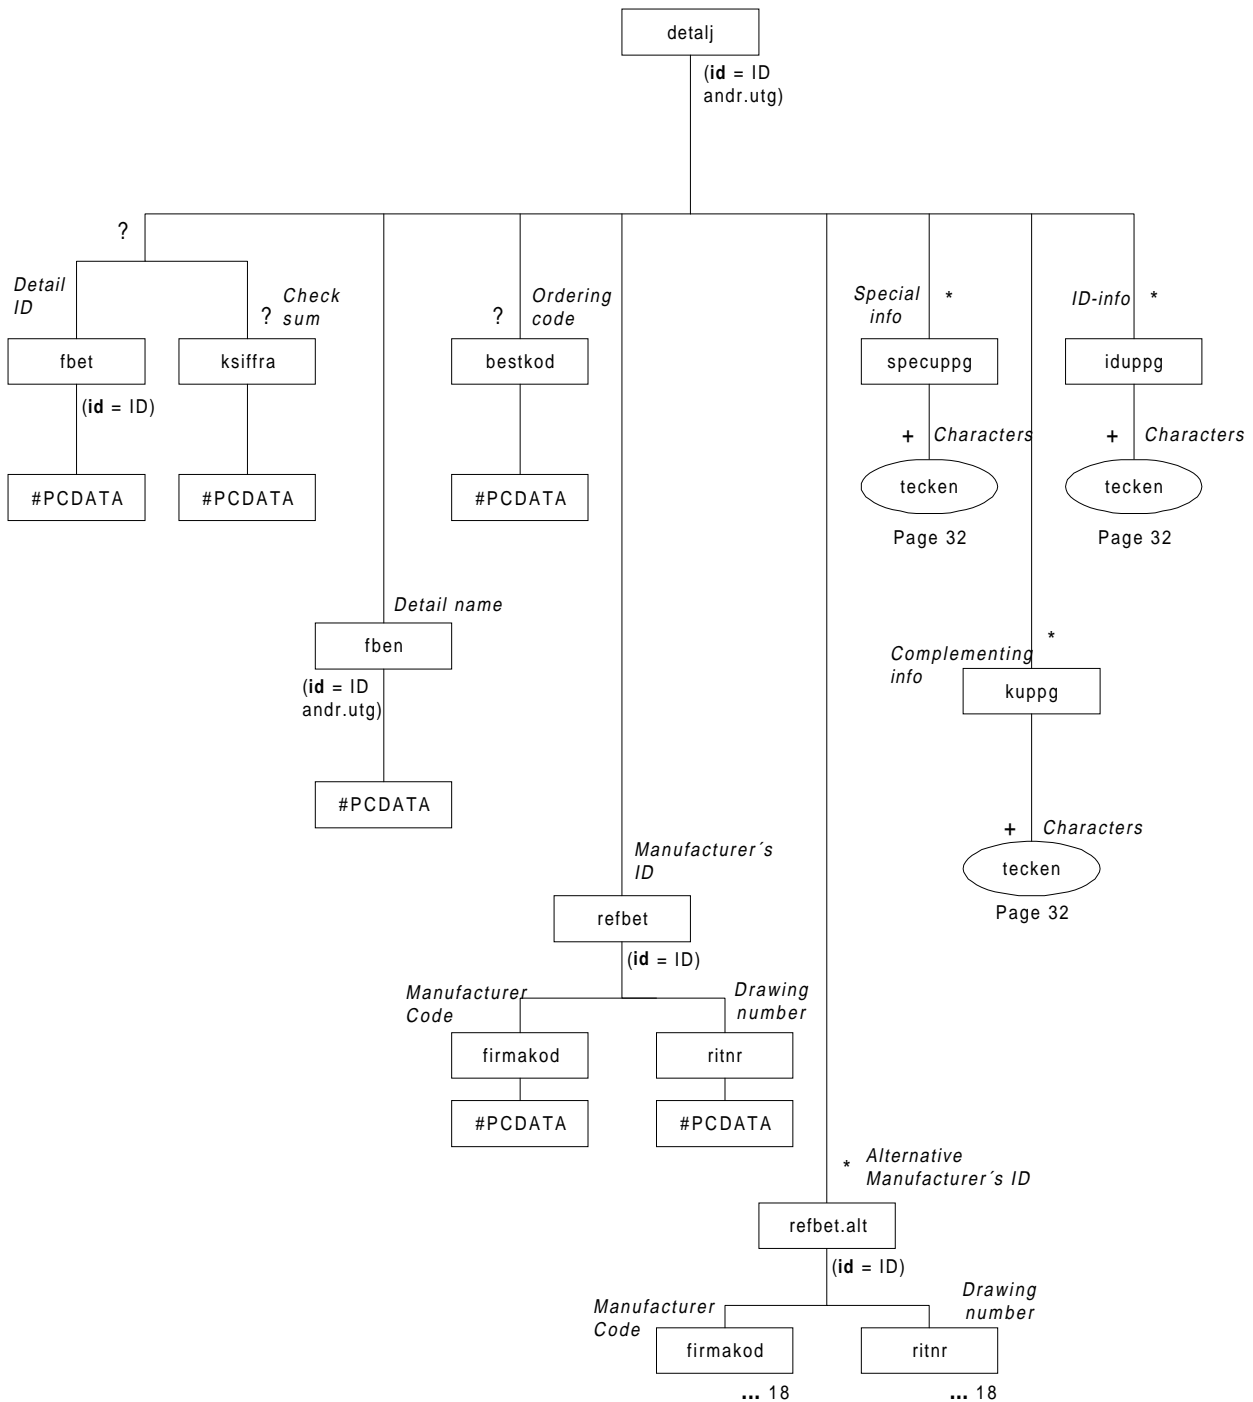 detalj
(id = ID
andr.utg)
?
Detail
ID
? Check
sum
? Ordering
code
Special
info
*
ID-info *
fbet
ksiffra
bestkod
specuppg
iduppg
(id = ID)
+ Characters
+ Characters
#PCDATA
#PCDATA
#PCDATA
tecken
tecken
Page 32
Page 32
Detail name
fben
(id = ID
andr.utg)
#PCDATA
*
Complementing
info
kuppg
+ Characters
tecken
Page 32
Manufacturer´s
ID
refbet
(id = ID)
Manufacturer
Code
Drawing
number
firmakod
ritnr
#PCDATA
#PCDATA
* Alternative
Manufacturer´s ID
refbet.alt
(id = ID)
Manufacturer
Code
Drawing
number
firmakod
ritnr
... 18
... 18